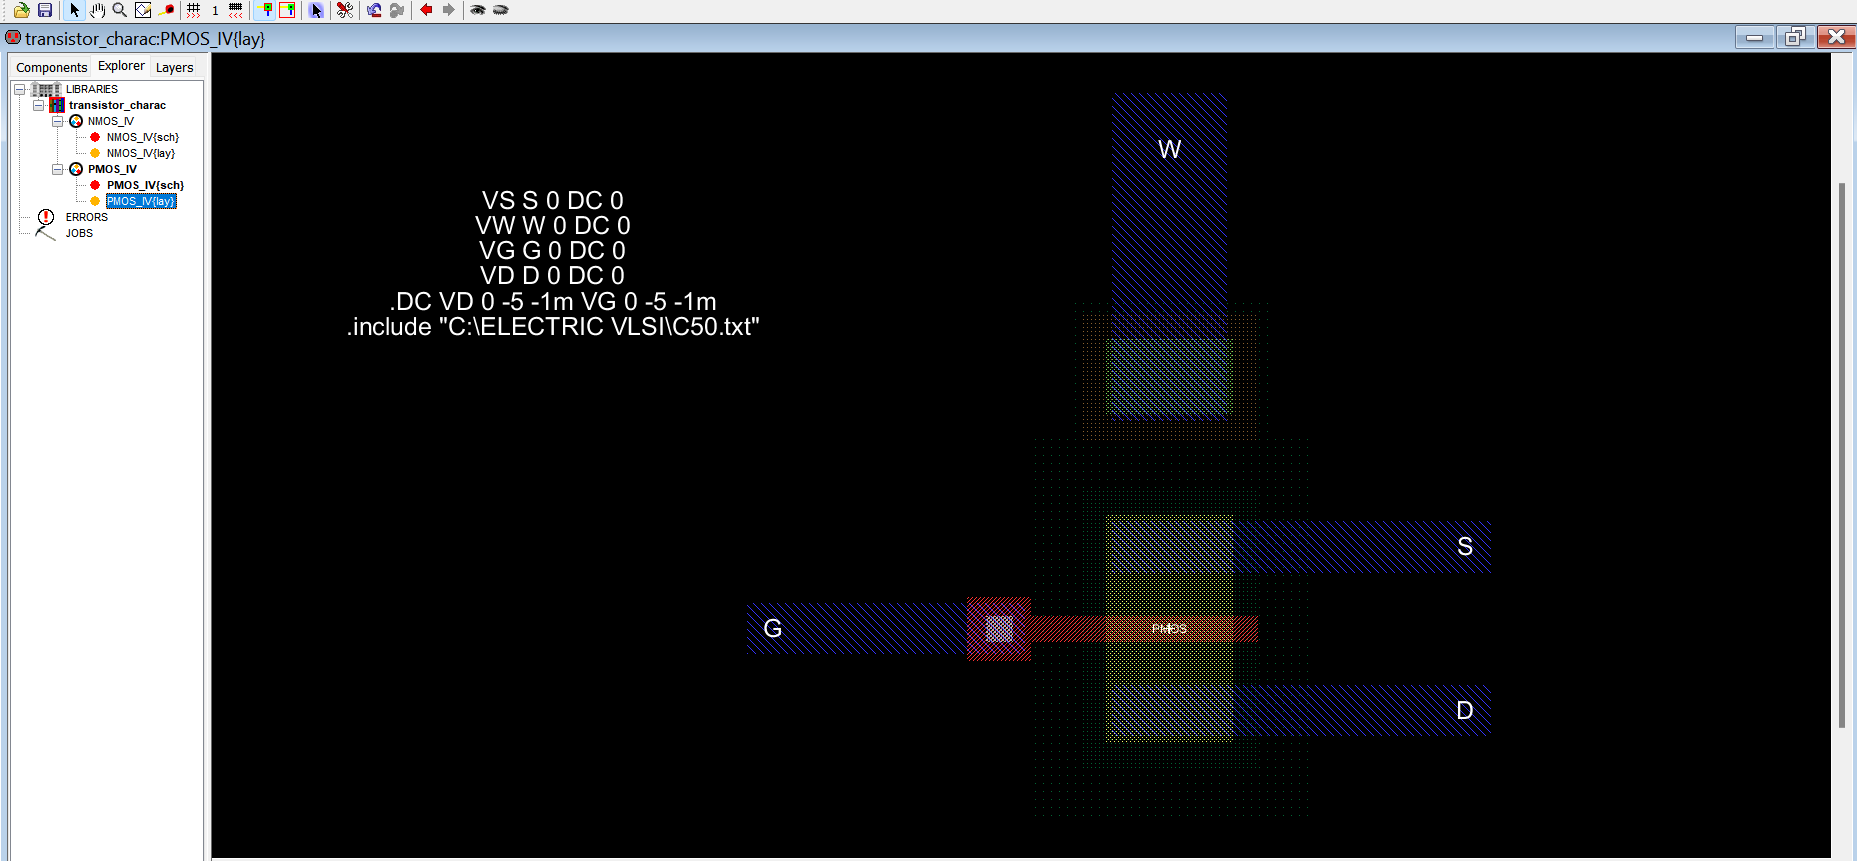 1
transistor_charac:PMOS_IV{lay}
Components Explorer Layers
LIBRARIES
transistor_charac
NMOS_IV
NMOS_IV{sch}
NMOS_IV{lay}
PMOS_IV
PMOS_IV{sch}
PMOS_IV{lay}
ERRORS
JOBS
VS S 0 DC 0
VW W 0 DC 0
VG G 0 DC 0
VD D 0 DC 0
.DC VD 0 -5 -1m VG 0 -5 -1m
.include "C:\ELECTRIC VLSI\C50.txt"
W
S
G
PMOS
D